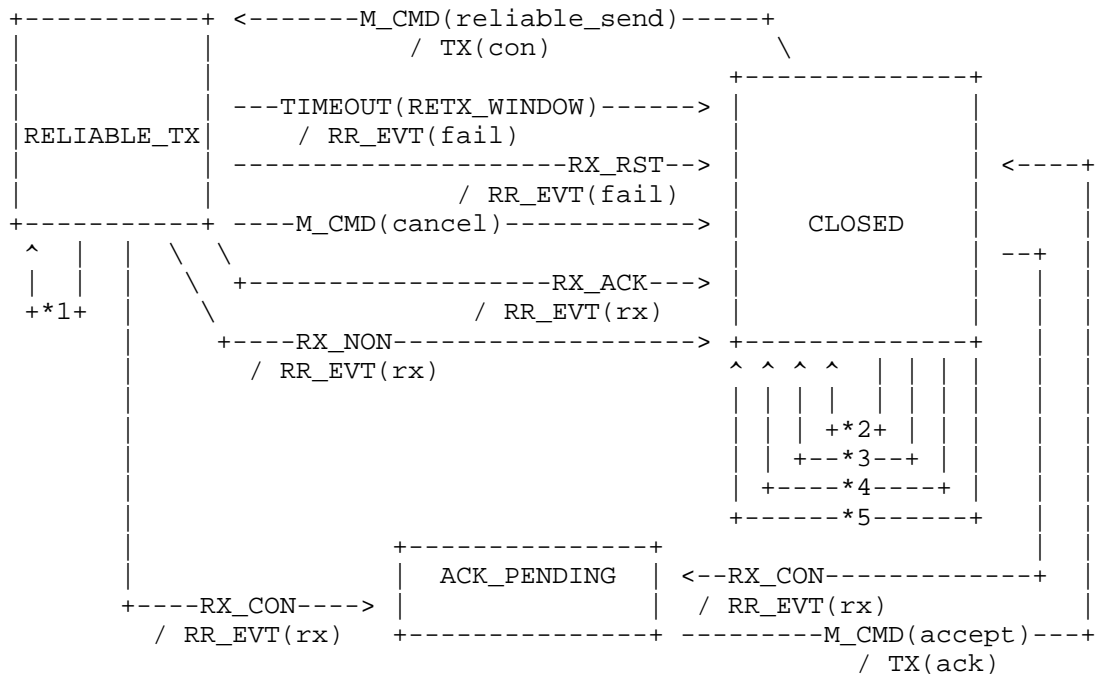 <-------M_CMD(reliable_send)-----+
/ TX(con)
---TIMEOUT(RETX_WINDOW)------>
RELIABLE_TX
/ RR_EVT(fail)
---------------------RX_RST-->
<----+
/ RR_EVT(fail)
----M_CMD(cancel)------------>
CLOSED
+-------------------RX_ACK--->
+*1+
/ RR_EVT(rx)
+----RX_NON------------------->
/ RR_EVT(rx)
+*2+
+--*3--+
+----*4----+
+------*5------+
ACK_PENDING
<--RX_CON-------------+
+----RX_CON---->
/ RR_EVT(rx)
/ RR_EVT(rx)
---------M_CMD(accept)---+
/ TX(ack)